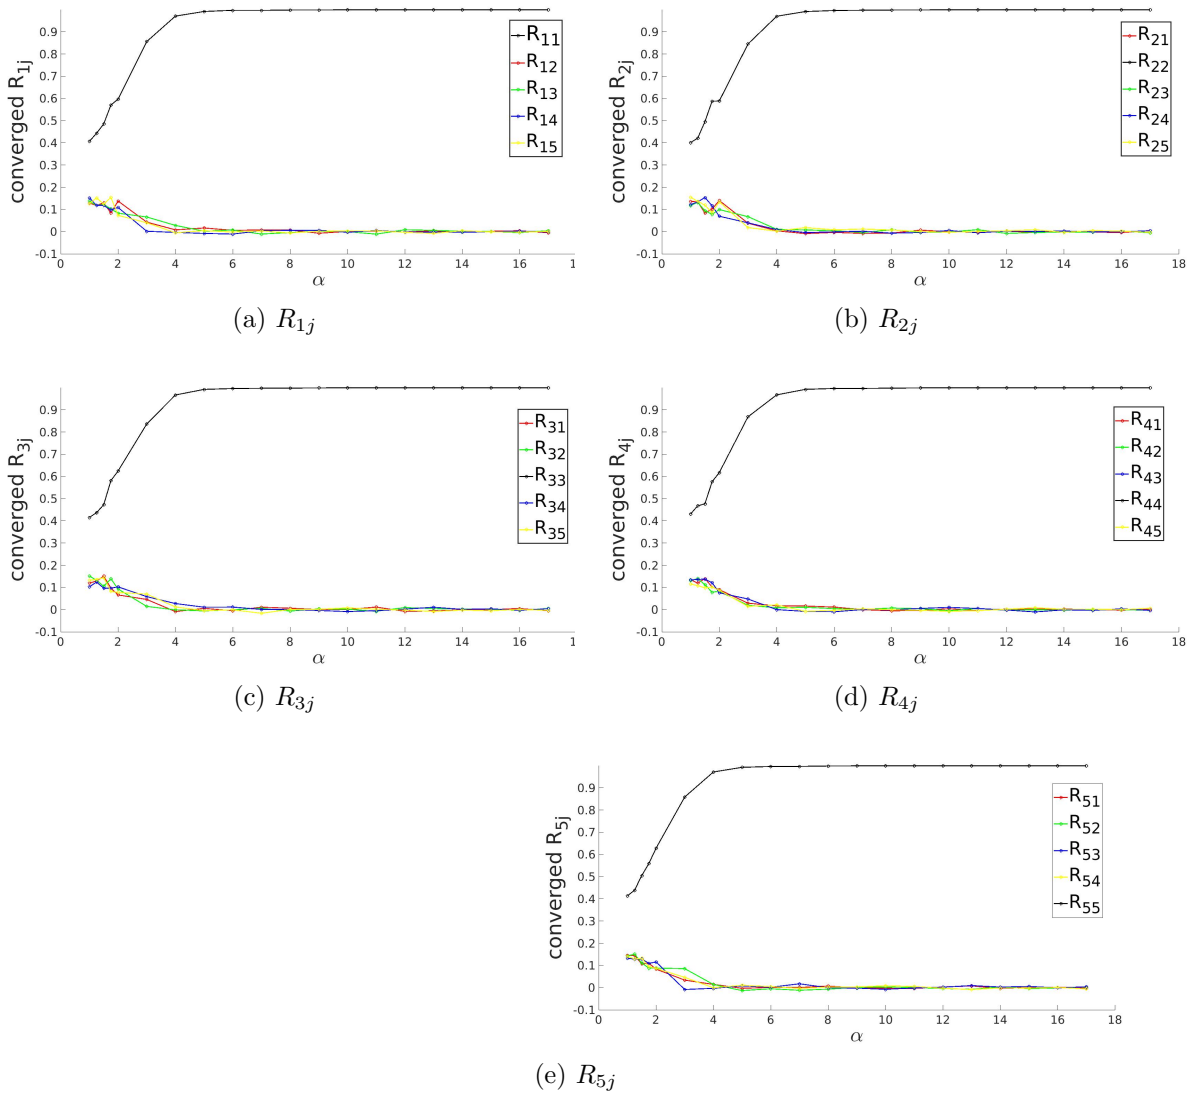 converged R1j
0.9
0.8
0.7
0.6
0.5
0.4
0.3
0.2
0.1
0
-0.1
0 2 4 6 8 10 12 14 16 1
α
R11
R12
R13
R14
R15
(a) R1j
converged R2j
0.9
0.8
0.7
0.6
0.5
0.4
0.3
0.2
0.1
0
-0.1
0 2 4 6 8 10 12 14 16 18
α
R21
R22
R23
R24
R25
(b) R2j
converged R3j
0.9
0.8
0.7
0.6
0.5
0.4
0.3
0.2
0.1
0
-0.1
0 2 4 6 8 10 12 14 16 1
α
R31
R32
R33
R34
R35
(c) R3j
converged R4j
0.9
0.8
0.7
0.6
0.5
0.4
0.3
0.2
0.1
0
-0.1
0 2 4 6 8 10 12 14 16 18
α
R41
R42
R43
R44
R45
(d) R4j
converged R5j
0.9
0.8
0.7
0.6
0.5
0.4
0.3
0.2
0.1
0
-0.1
0 2 4 6 8 10 12 14 16 18
α
R51
R52
R53
R54
R55
(e) R5j